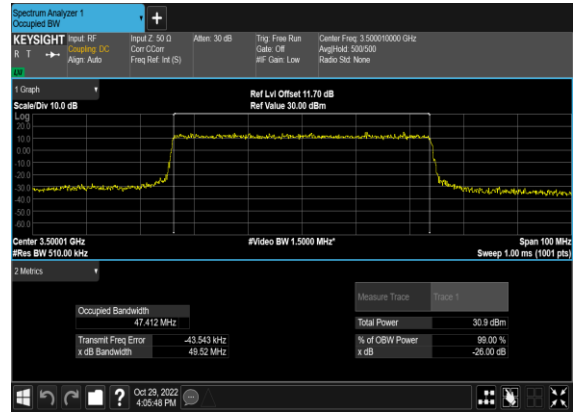 Spectrum Analyzer 1
Occupied BW
+
KEYSIGHT Input: RF Input Z: 50 Ω Atten: 30 dB Trig: Free Run Center Freq: 3.500010000 GHz
R T Coupling: DC Corr CCorr Gate: Off Avg|Hold: 500/500
Align: Auto Freq Ref: Int (S) #IF Gain: Low Radio Std: None
LXI
1 Graph
Ref Lvl Offset 11.70 dB
Scale/Div 10.0 dB Ref Value 30.00 dBm
Log
20.0
10.0
0.00
-10.0
-20.0
-30.0
-40.0
-50.0
-60.0
Center 3.50001 GHz #Video BW 1.5000 MHz* Span 100 MHz
#Res BW 510.00 kHz Sweep 1.00 ms (1001 pts)
2 Metrics
Measure Trace Trace 1
Occupied Bandwidth
47.412 MHz Total Power 30.9 dBm
Transmit Freq Error -43.543 kHz % of OBW Power 99.00 %
x dB Bandwidth 49.52 MHz x dB -26.00 dB
? Oct 29, 2022
4:05:48 PM